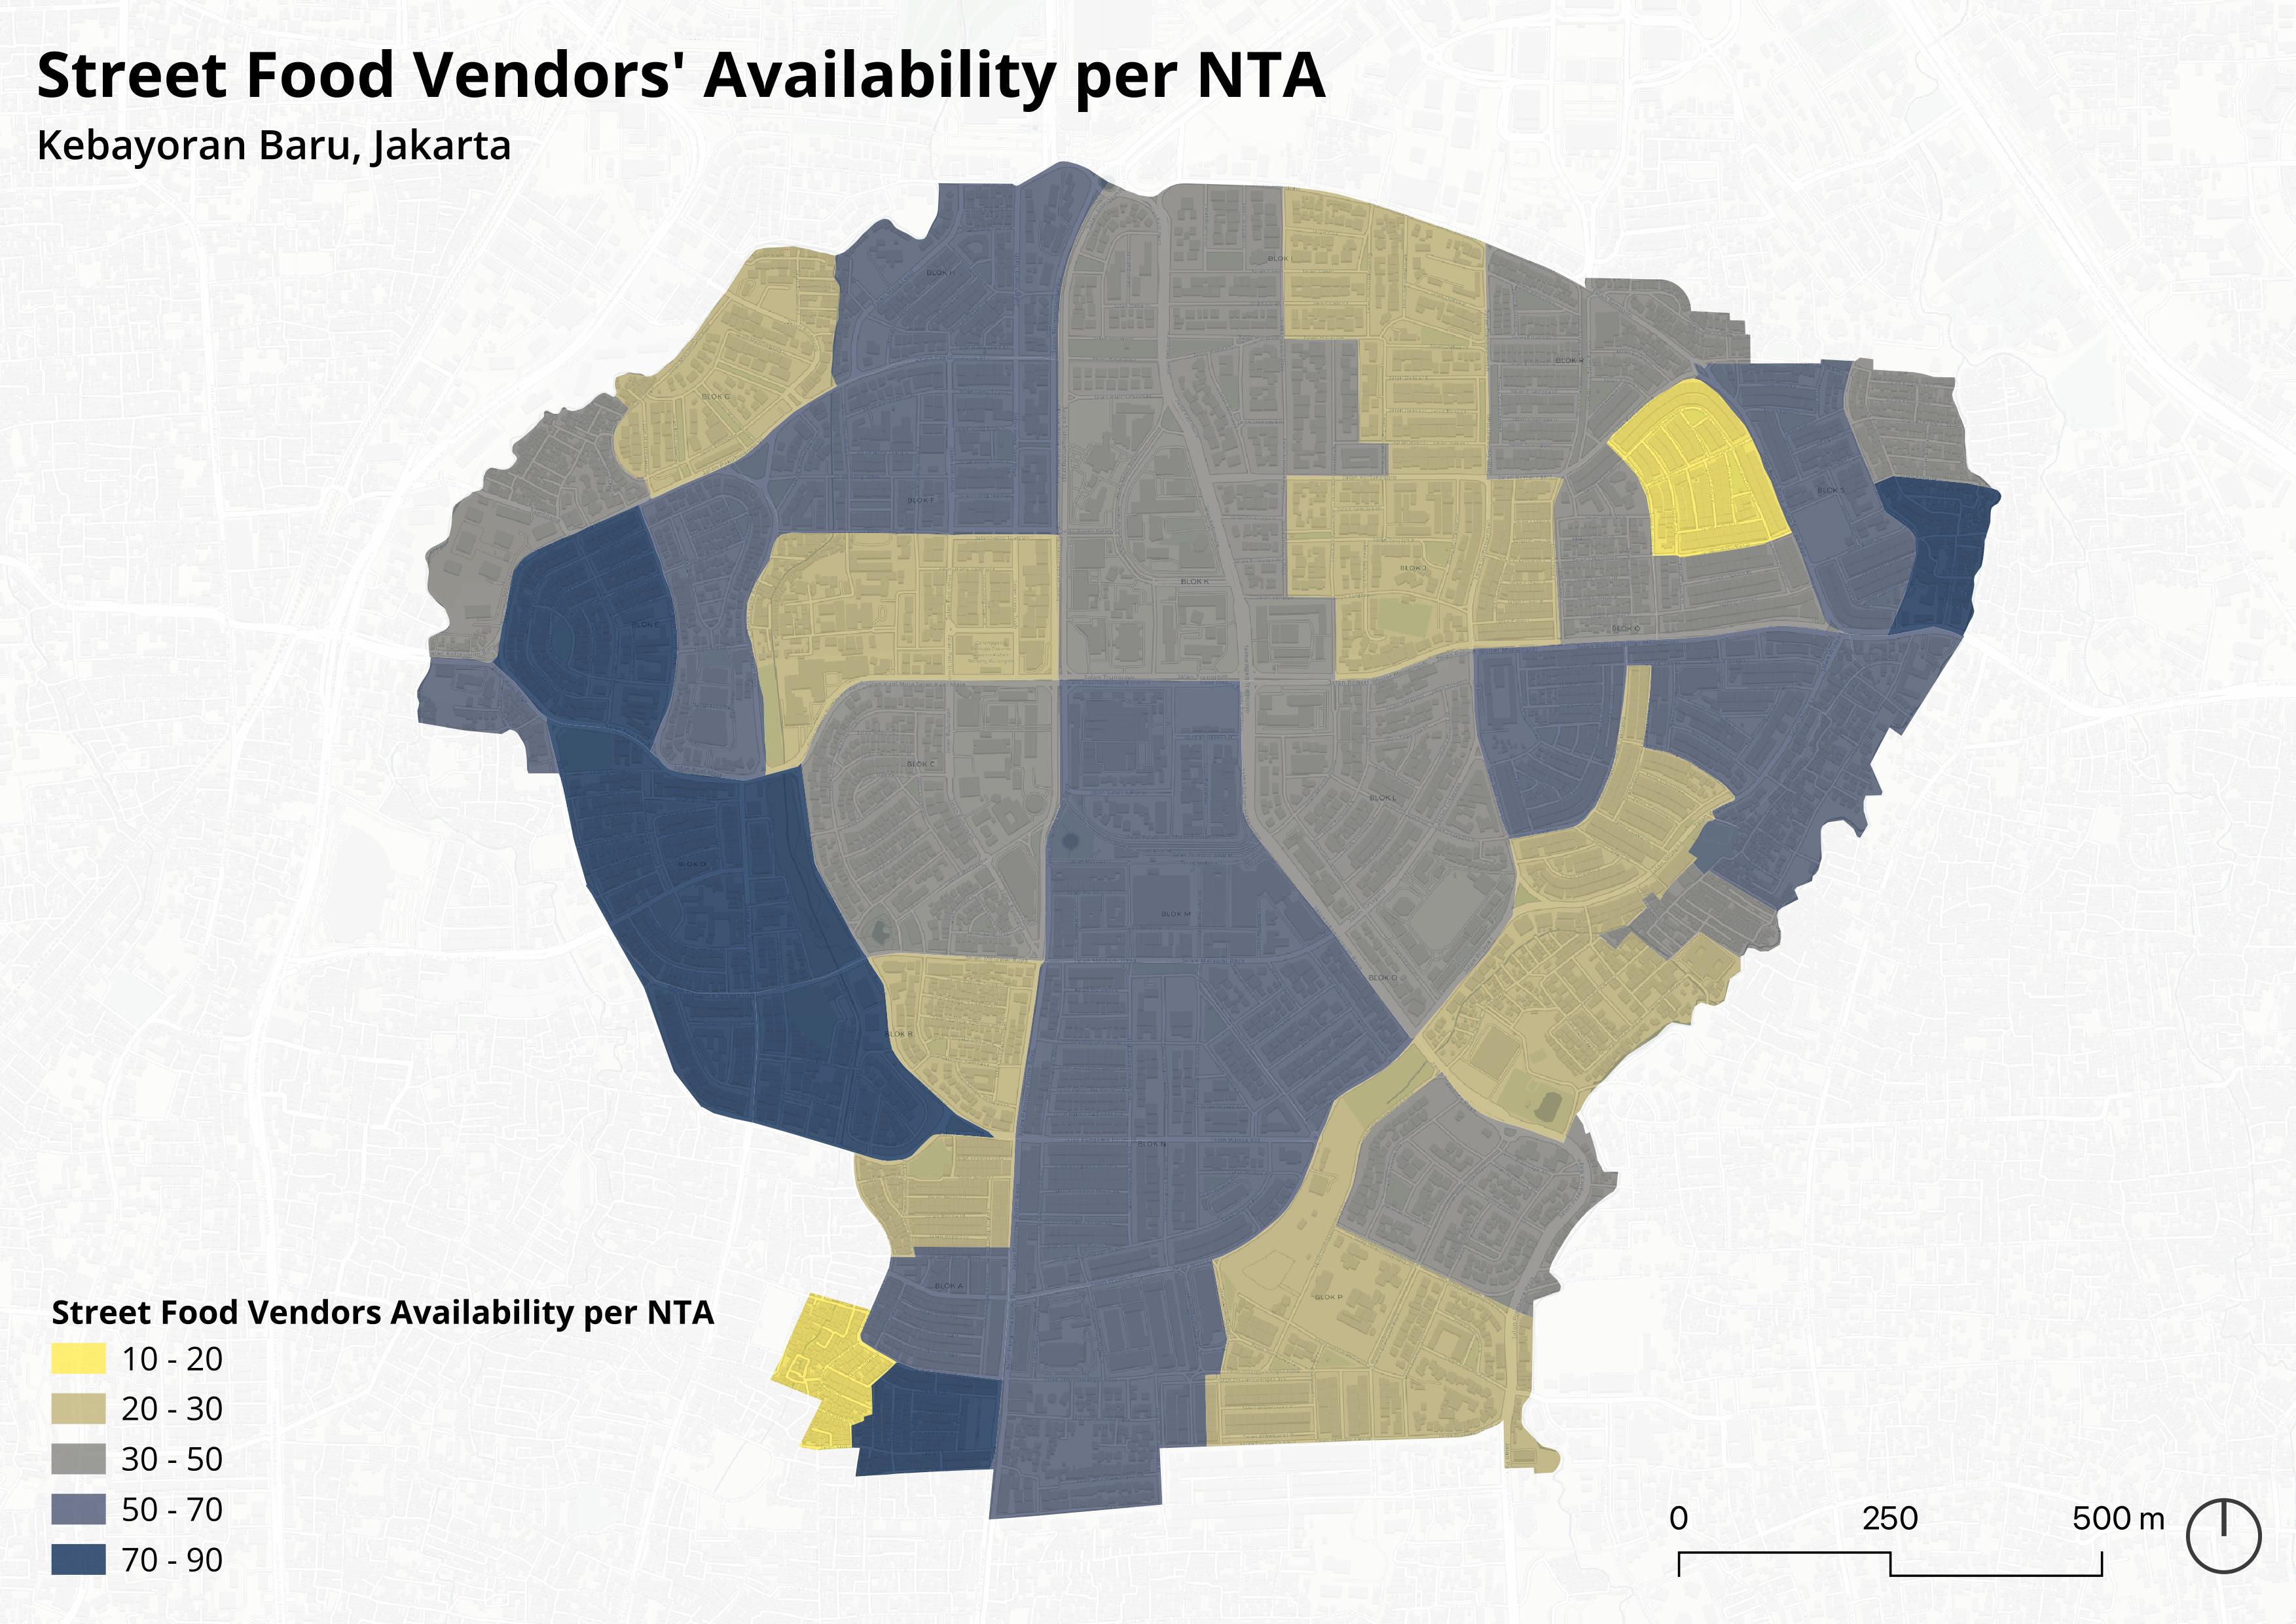 Street Food Vendors' Availability per NTA
Kebayoran Baru, Jakarta
BLOK H
BLOK I
BLOK R
BLOK G
BLOK S
BLOK F
BLOK J
BLOK K
BLOK E
BLOK Q
BLOK C
BLOK L
BLOK D
BLOK M
BLOK O
BLOK B
BLOK N
BLOK A
BLOK P
Street Food Vendors Availability per NTA
10 - 20
20 - 30
30 - 50
50 - 70
70 - 90
0 250 500 m